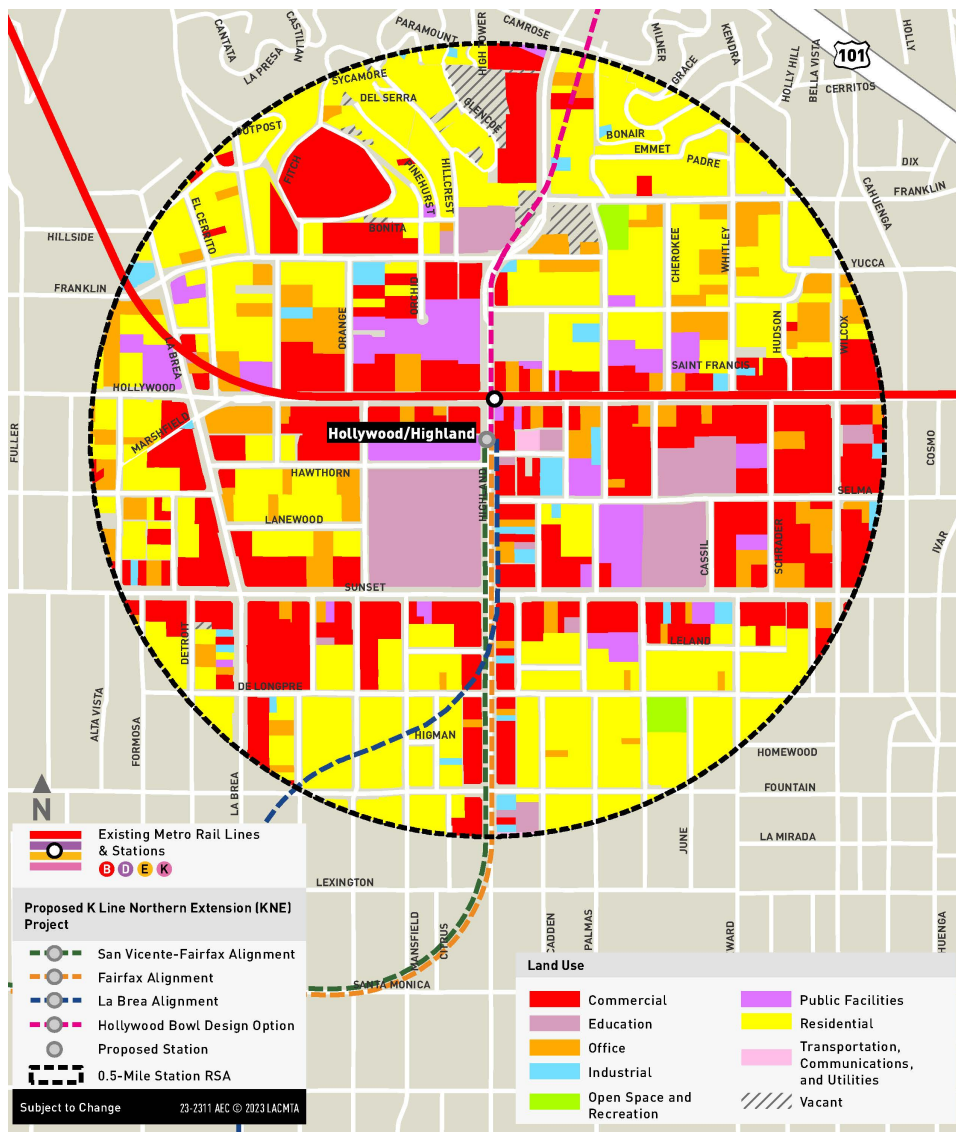 CANTATA
CASTILIAN
LA PRESA
PARAMOUNT
HIGH TOWER
CAMROSE
MILNER
GRACE
KENDRA
HOLLY HILL
BELLA VISTA
HOLLY
101
CERRITOS
SYCAMORE
DEL SERRA
GLENCOE
OUTPOST
BONAIR
EMMET
PADRE
DIX
FRANKLIN
CAHUENGA
FITCH
PINEHURST
HILLCREST
EL CERRITO
BONITA
HILLSIDE
CHEROKEE
WHITLEY
YUCCA
FRANKLIN
ORCHID
ORANGE
HUDSON
WILCOX
LA BREA
SAINT FRANCIS
HOLLYWOOD
MARSHFIELD
FULLER
COSMO
Hollywood/Highland
HAWTHORN
HIGHLAND
SELMA
LANEWOOD
CASSIL
SCHRADER
IVAR
SUNSET
DETROIT
LELAND
DE LONGPRE
ALTA VISTA
FORMOSA
HIGMAN
HOMEWOOD
LA BREA
FOUNTAIN
N
JUNE
LA MIRADA
LEXINGTON
MANSFIELD
CITRUS
CADDEN
PALMAS
WARD
HUENGA
SANTA MONICA
Existing Metro Rail Lines
& Stations
B D E K
Proposed K Line Northern Extension (KNE)
Project
San Vicente-Fairfax Alignment
Fairfax Alignment
La Brea Alignment
Hollywood Bowl Design Option
Proposed Station
0.5-Mile Station RSA
Subject to Change 23-2311 AEC © 2023 LACMTA
Land Use
Commercial
Education
Office
Industrial
Open Space and
Recreation
Public Facilities
Residential
Transportation,
Communications,
and Utilities
Vacant